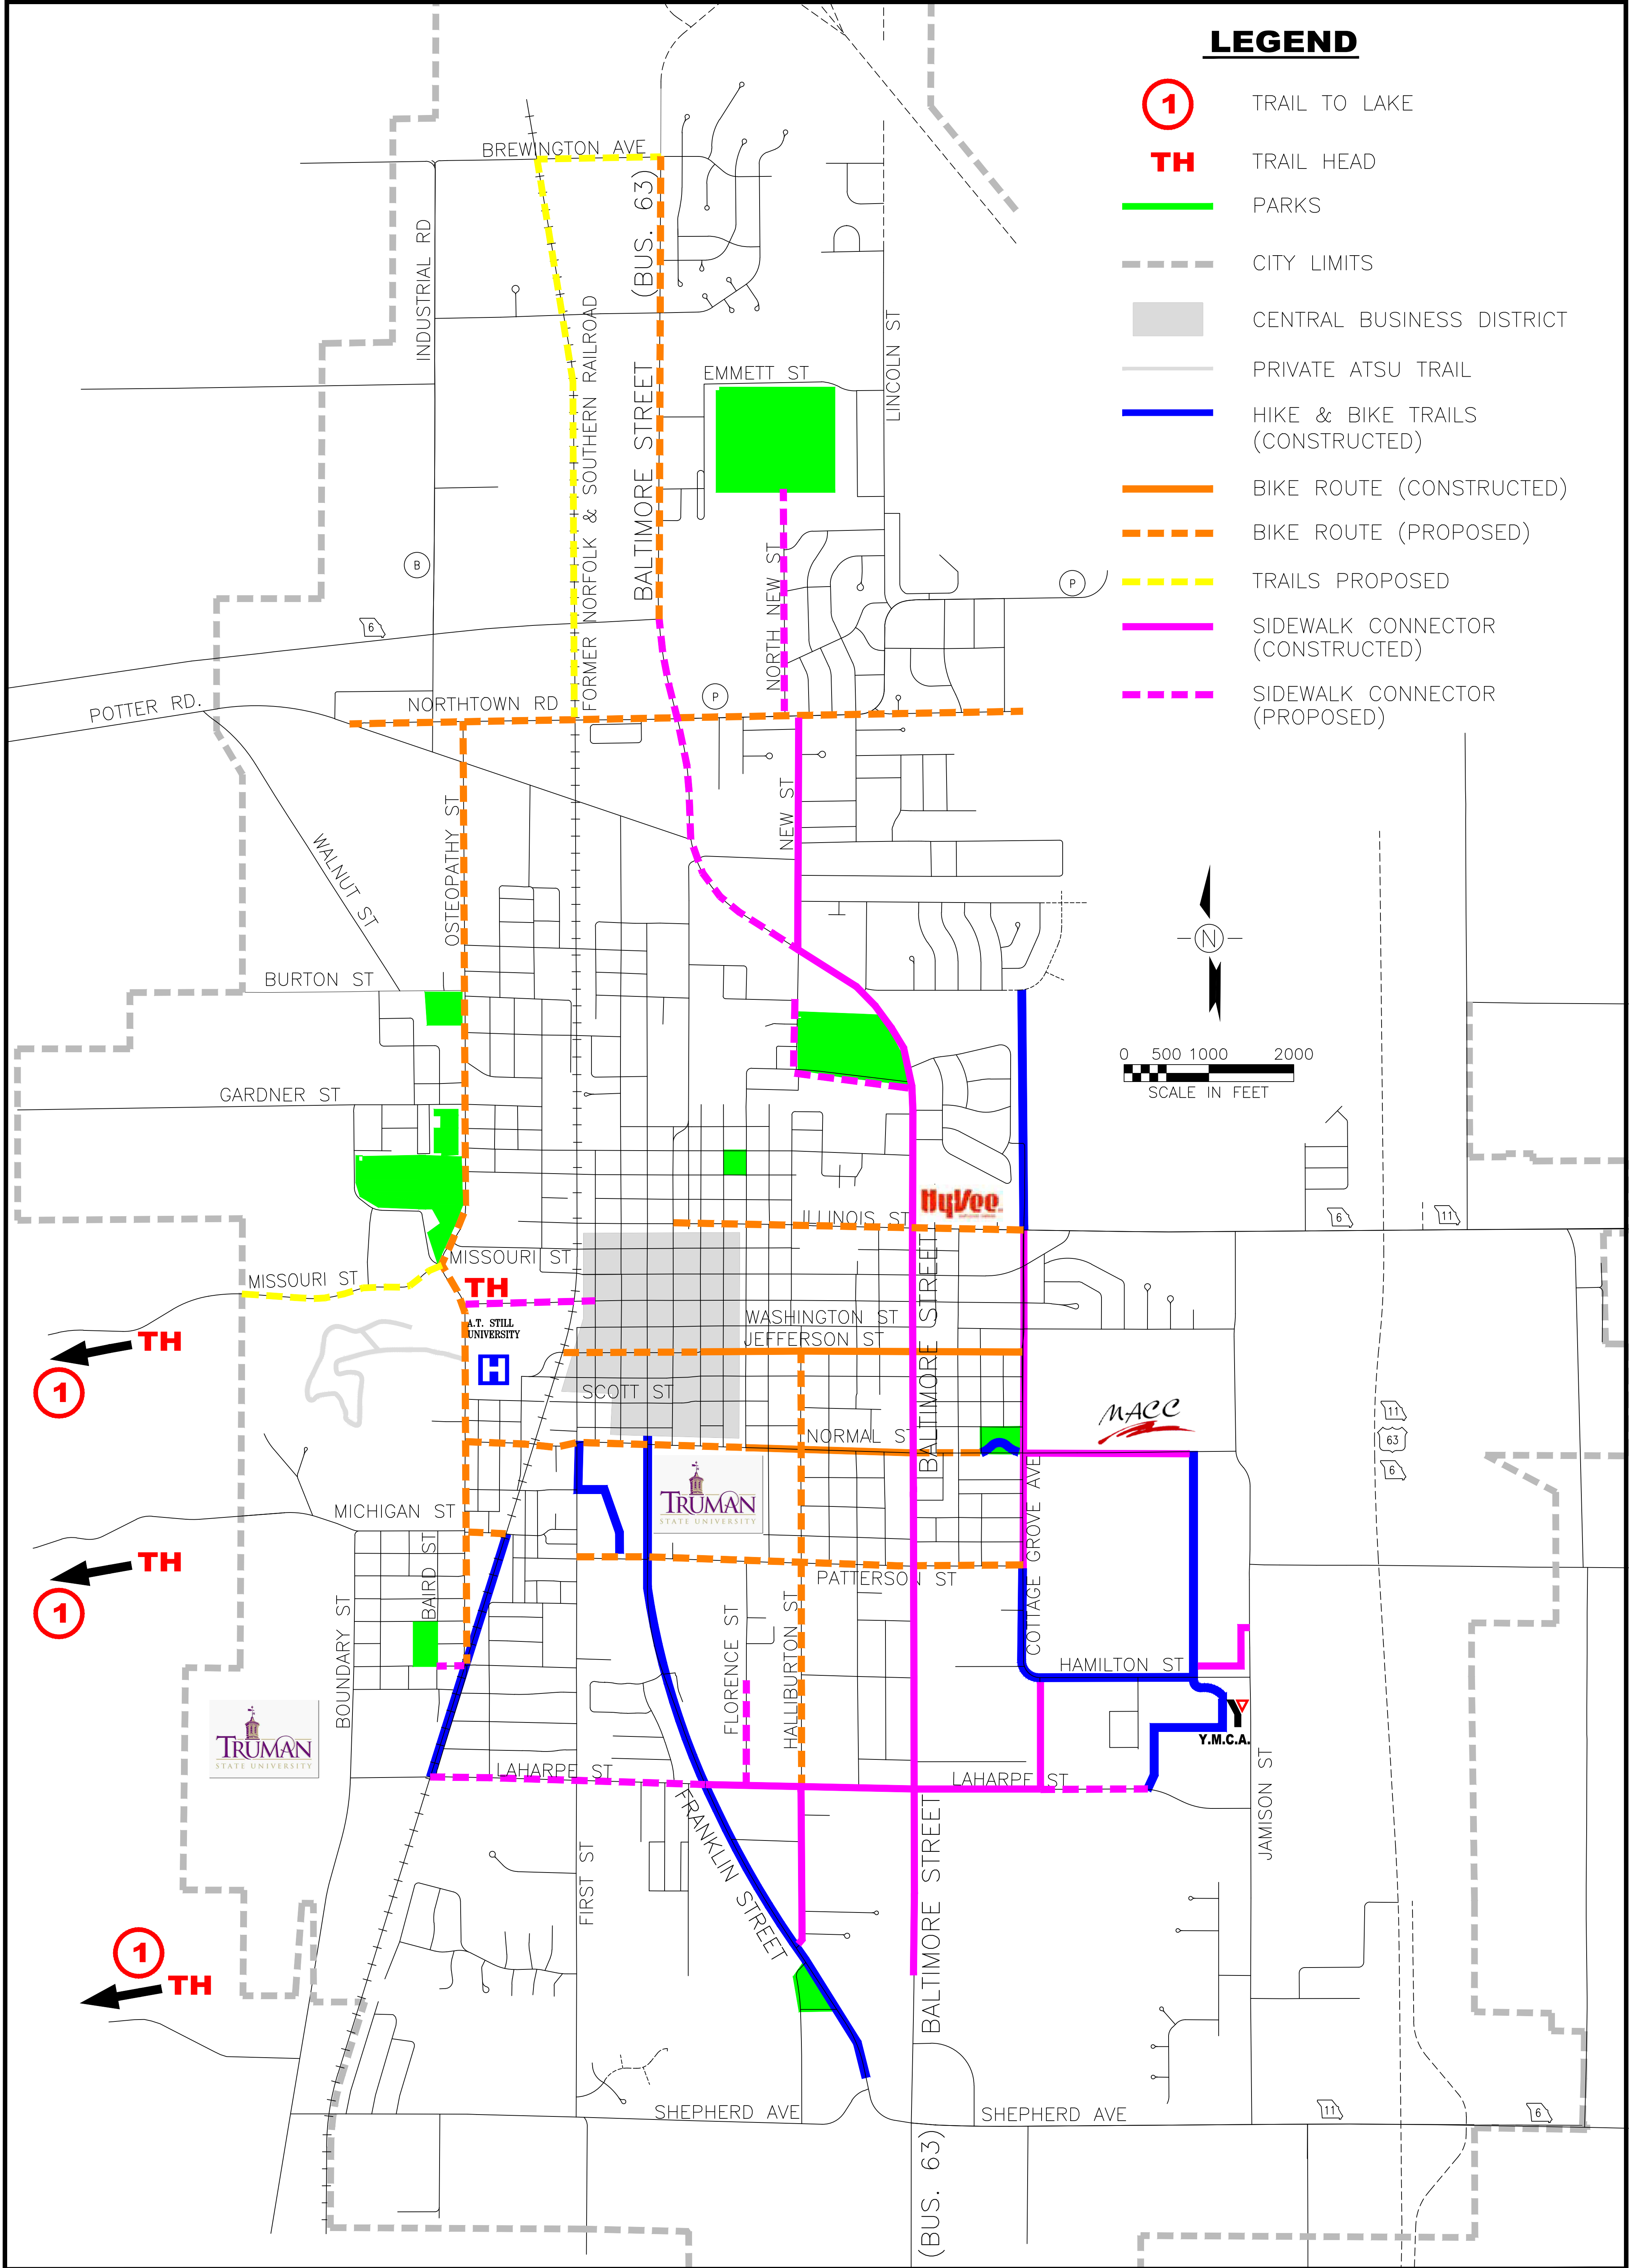 LEGEND
1 TRAIL TO LAKE
TH TRAIL HEAD
PARKS
CITY LIMITS
CENTRAL BUSINESS DISTRICT
PRIVATE ATSU TRAIL
HIKE & BIKE TRAILS
(CONSTRUCTED)
BIKE ROUTE (CONSTRUCTED)
BIKE ROUTE (PROPOSED)
TRAILS PROPOSED
SIDEWALK CONNECTOR
(CONSTRUCTED)
SIDEWALK CONNECTOR
(PROPOSED)
BREWINGTON AVE
INDUSTRIAL RD
(BUS. 63)
BALTIMORE STREET
FORMER NORFOLK & SOUTHERN RAILROAD
LINCOLN ST
EMMETT ST
B
P
6
NORTH NEW ST
P
NORTHTOWN RD
POTTER RD.
OSTEOPATHY ST
NEW ST
WALNUT ST
N
BURTON ST
0 500 1000 2000
SCALE IN FEET
GARDNER ST
HyVee
ILLINOIS ST
6
11
MISSOURI ST
MISSOURI ST
TH
A.T. STILL
UNIVERSITY
H
WASHINGTON ST
JEFFERSON ST
BALTIMORE STREET
TH
1
SCOTT ST
MACC
NORMAL ST
11
63
6
TRUMAN
STATE UNIVERSITY
MICHIGAN ST
BAIRD ST
COTTAGE GROVE AVE
TH
1
PATTERSON ST
BOUNDARY ST
FLORENCE ST
HALLIBURTON ST
HAMILTON ST
Y
Y.M.C.A.
TRUMAN
STATE UNIVERSITY
LAHARPE ST
LAHARPE ST
JAMISON ST
FRANKLIN STREET
FIRST ST
BALTIMORE STREET
1
TH
SHEPHERD AVE
SHEPHERD AVE
11
6
(BUS. 63)